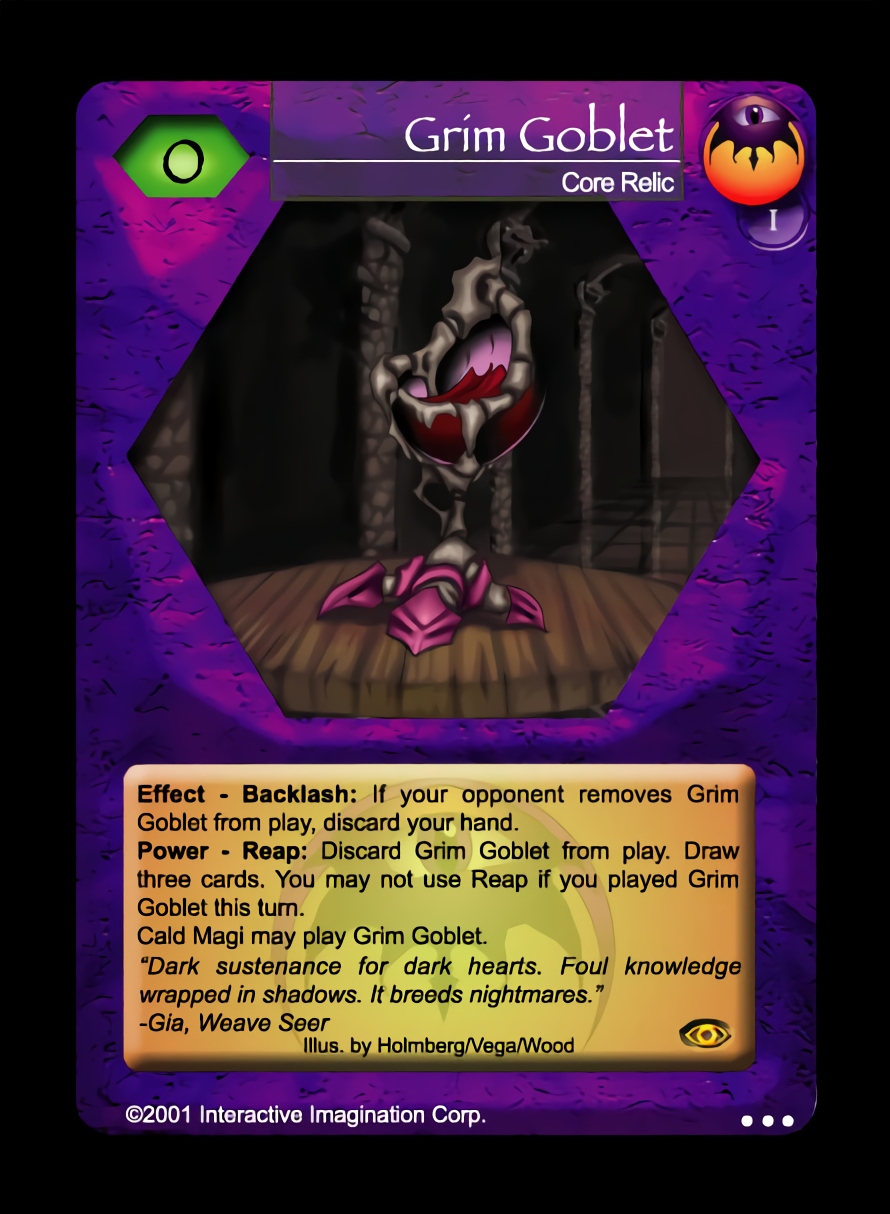 0
Grim Goblet
Core Relic
I
Effect - Backlash: If your opponent removes Grim
Goblet from play, discard your hand.
Power - Reap: Discard Grim Goblet from play. Draw
three cards. You may not use Reap if you played Grim
Goblet this turn.
Cald Magi may play Grim Goblet.
“Dark sustenance for dark hearts. Foul knowledge
wrapped in shadows. It breeds nightmares.”
-Gia, Weave Seer
Illus. by Holmberg/Vega/Wood
©2001 Interactive Imagination Corp.